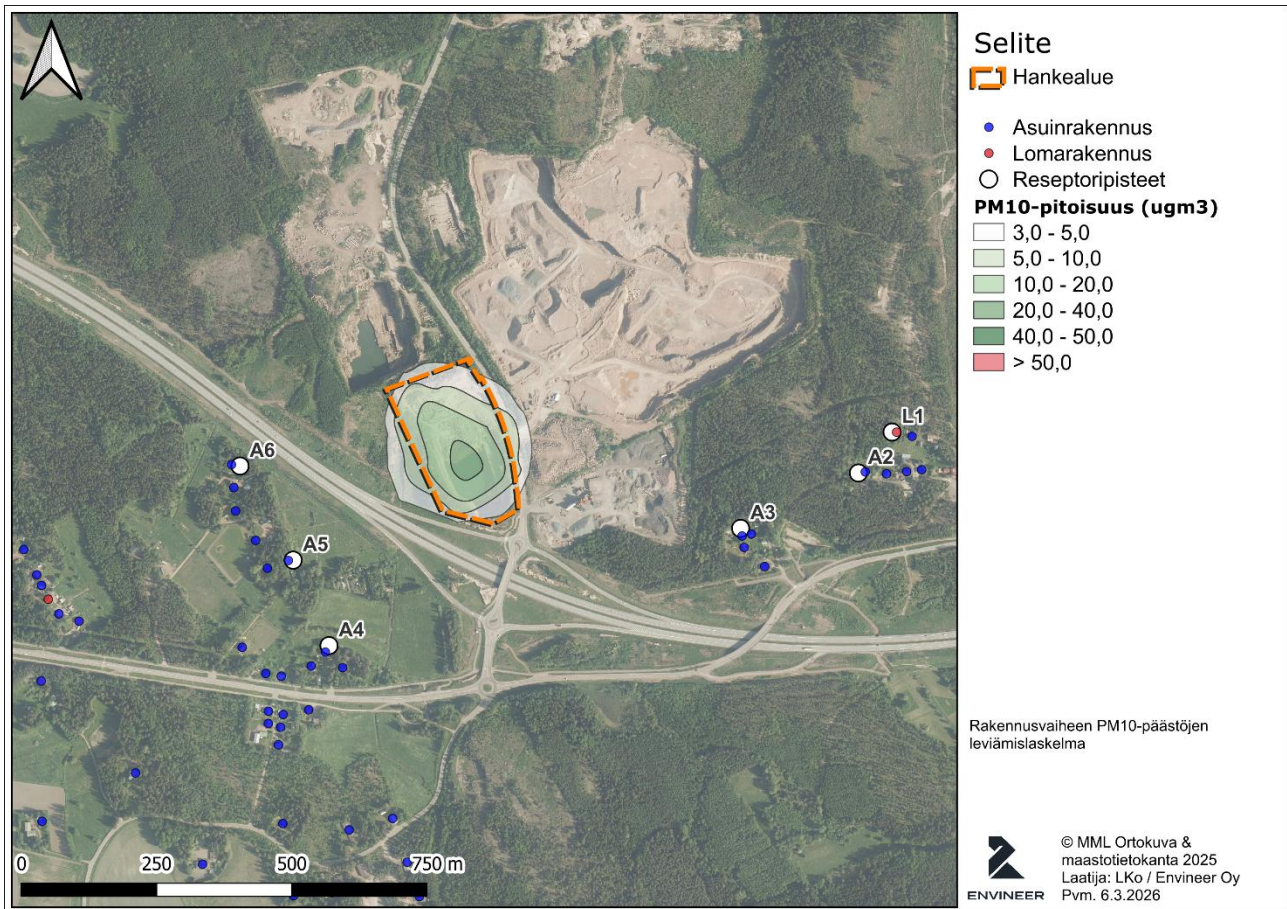 Selite
Hankealue
Asuinrakennus
Lomarakennus
Reseptoripisteet
PM10-pitoisuus (ugm3)
3,0 - 5,0
5,0 - 10,0
10,0 - 20,0
20,0 - 40,0
40,0 - 50,0
> 50,0
L1
A2
A3
A6
A5
A4
0 250 500 750 m
Rakennusvaiheen PM10-päästöjen
leviämislaskelma
ENVINEER
© MML Ortokuva &
maastotietokanta 2025
Laatija: LKo / Envineer Oy
Pvm. 6.3.2026